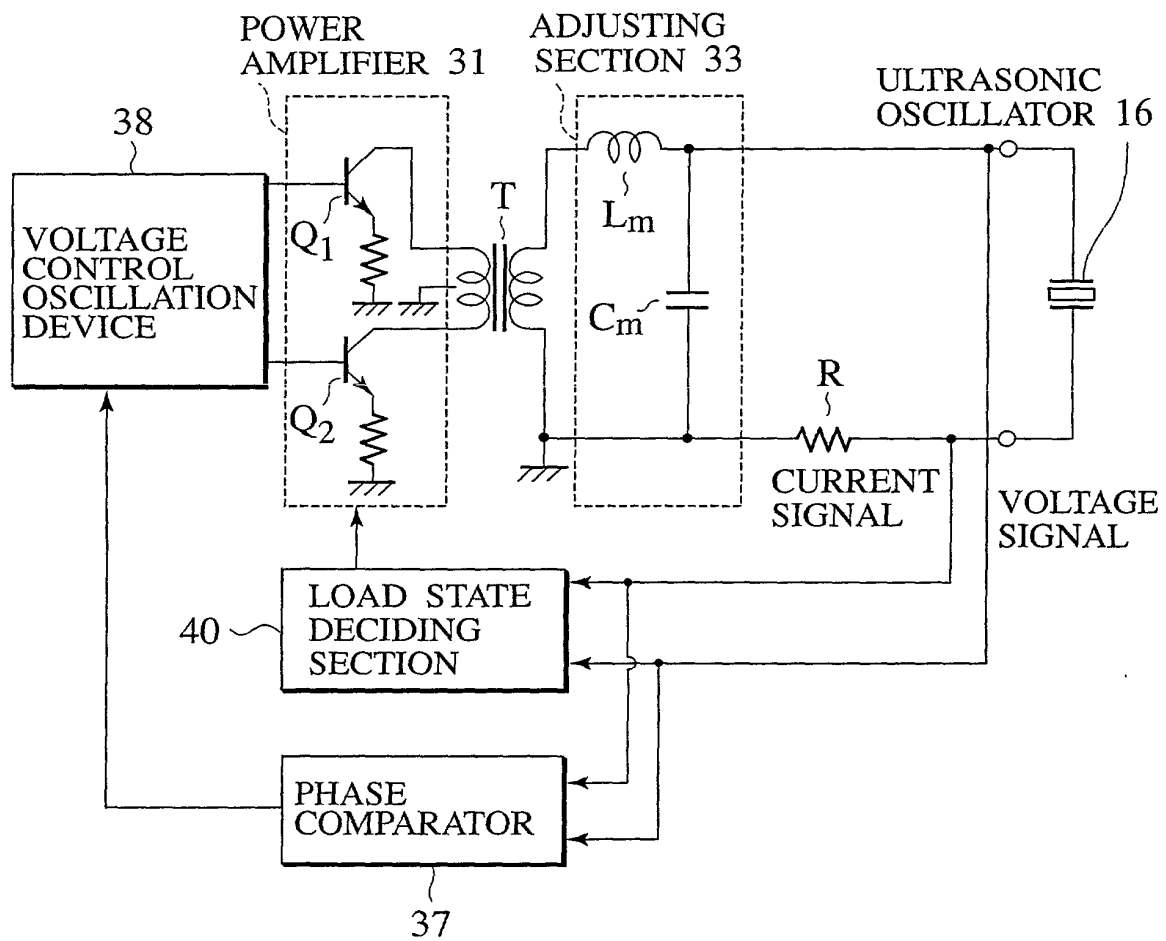 POWER
AMPLIFIER 31
ADJUSTING
SECTION 33
ULTRASONIC
OSCILLATOR 16
38
VOLTAGE
CONTROL
OSCILLATION
DEVICE
Q1
Q2
T
Lm
Cm
R
CURRENT
SIGNAL
VOLTAGE
SIGNAL
40
LOAD STATE
DECIDING
SECTION
PHASE
COMPARATOR
37